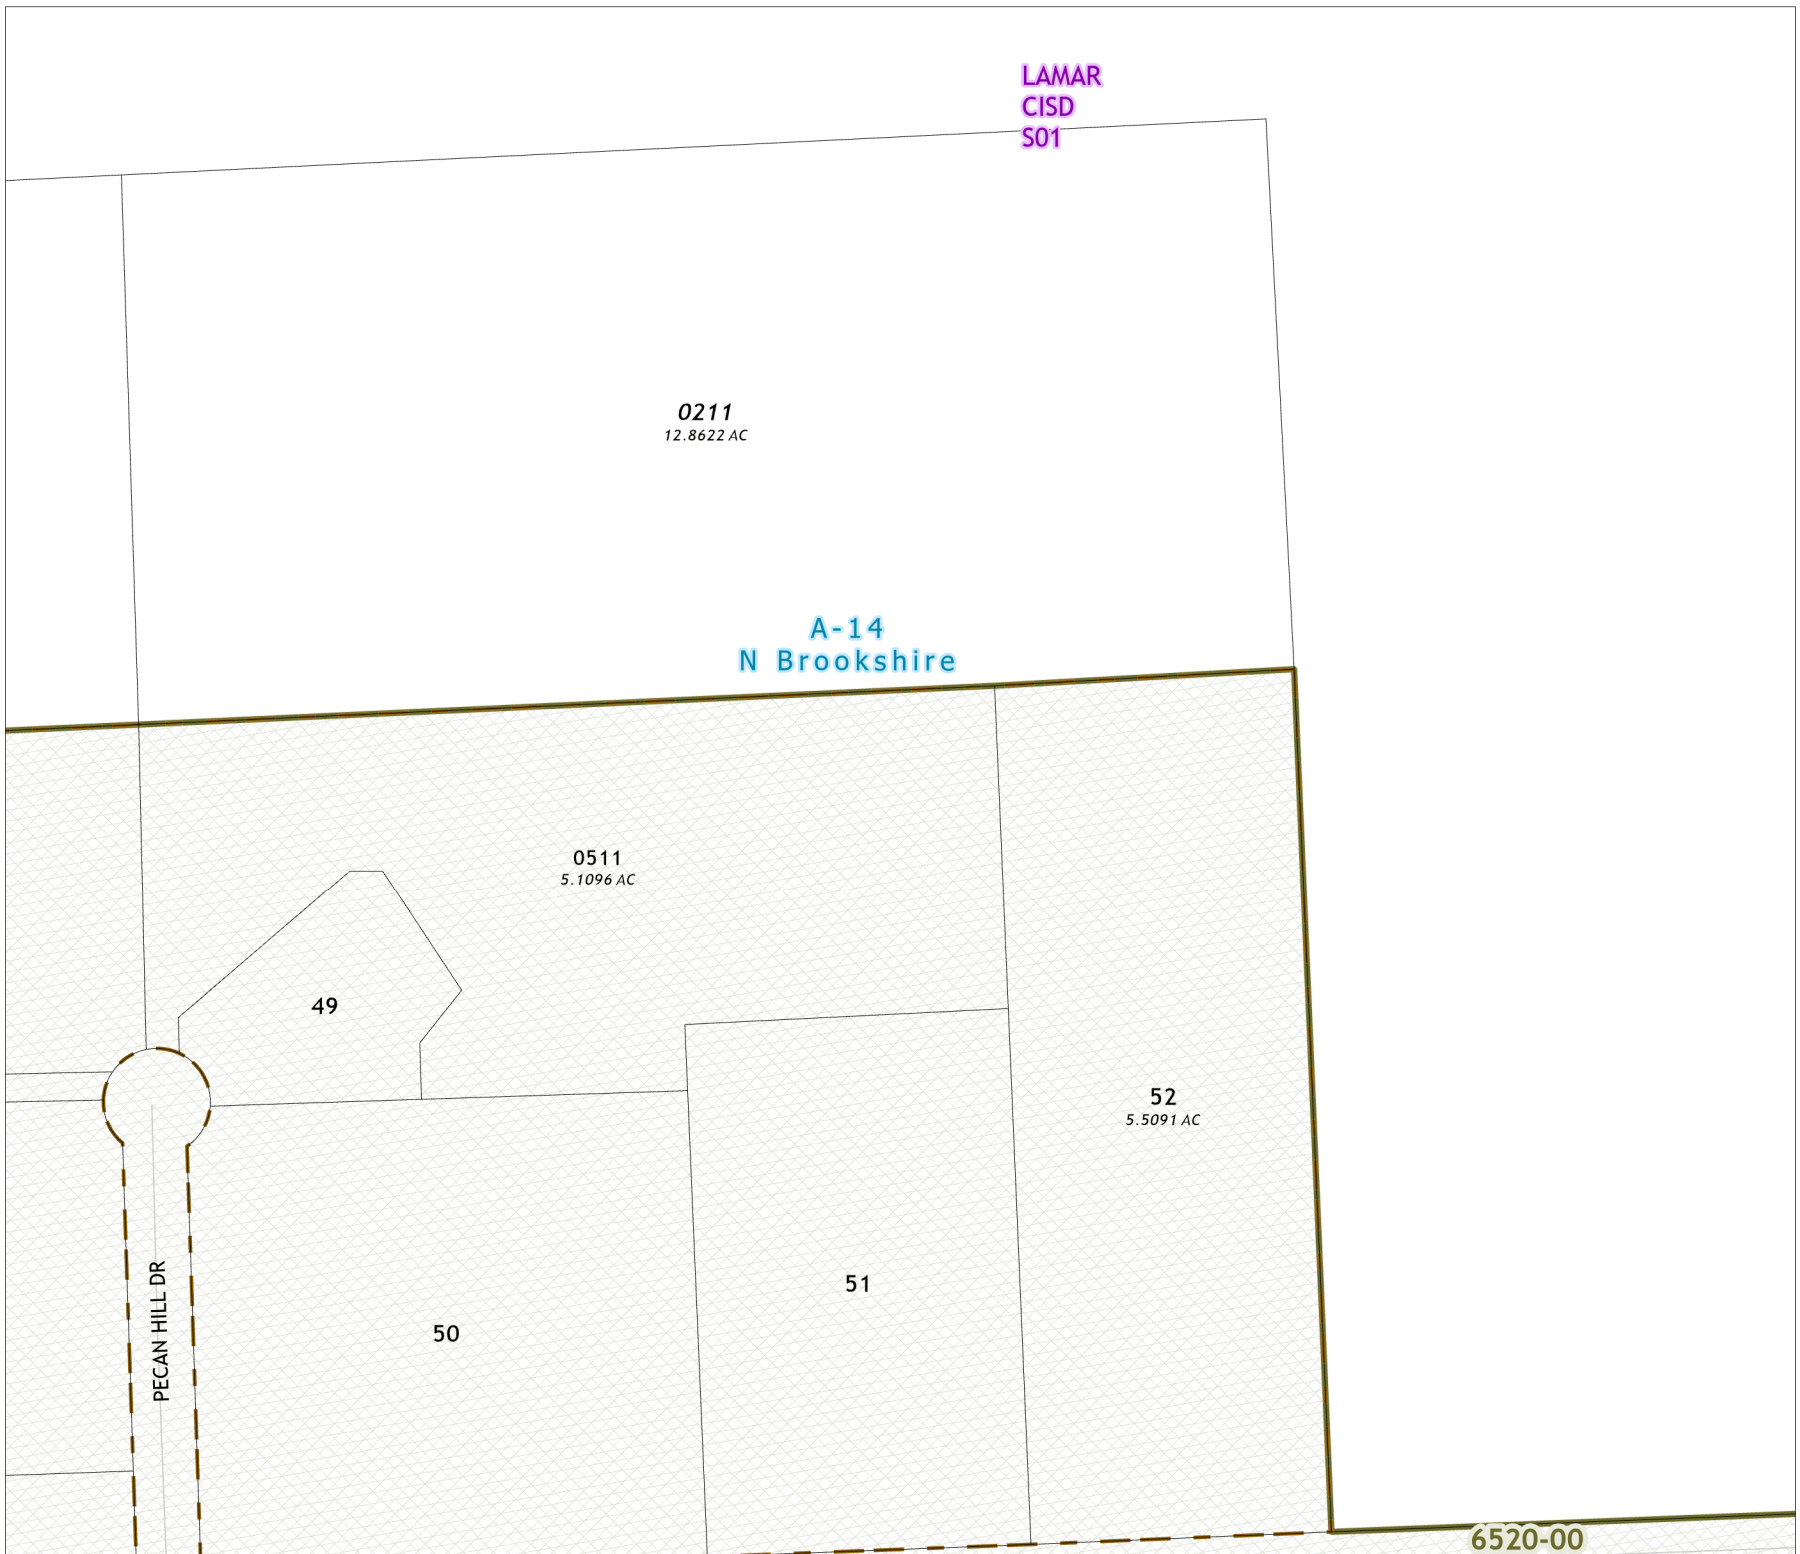 LAMAR
CISD
S01
0211
12.8622 AC
A-14
N Brookshire
0511
5.1096 AC
49
52
5.5091 AC
51
50
PECAN HILL DR
6520-00